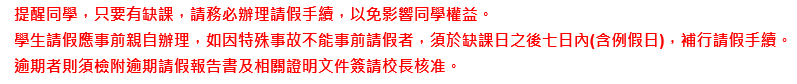 提醒同學，只要有缺課，請務必辦理請假手續，以免影響同學權益。
學生請假應事前親自辦理，如因特殊事故不能事前請假者，須於缺課日之後七日內(含例假日)，補行請假手續。
逾期者則須檢附逾期請假報告書及相關證明文件簽請校長核准。